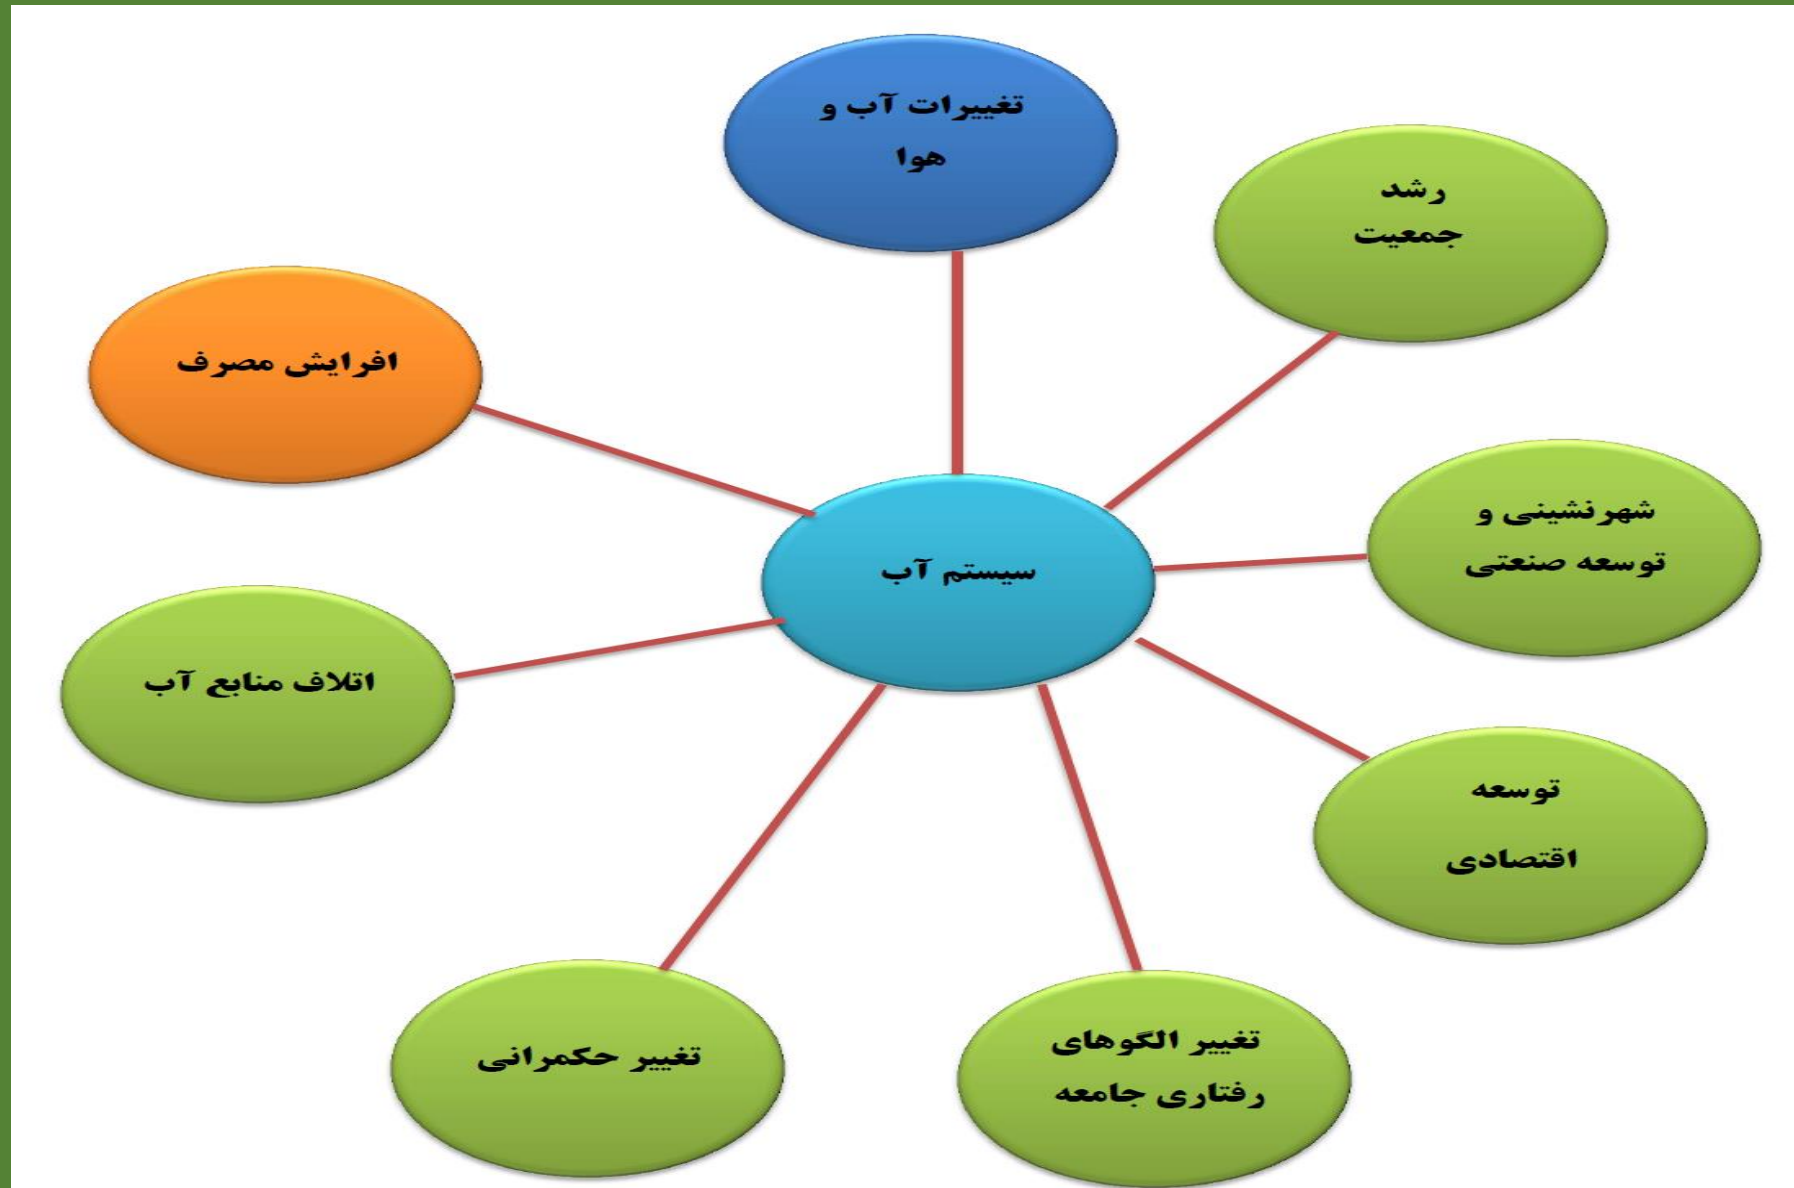 تغییرات آب و
هوا
رشد
جمعیت
شهرنشینی و
توسعه صنعتی
توسعه
اقتصادی
تغییر الگوهای
رفتاری جامعه
تغییر حکمرانی
اتلاف منابع آب
افرایش مصرف
سیستم آب